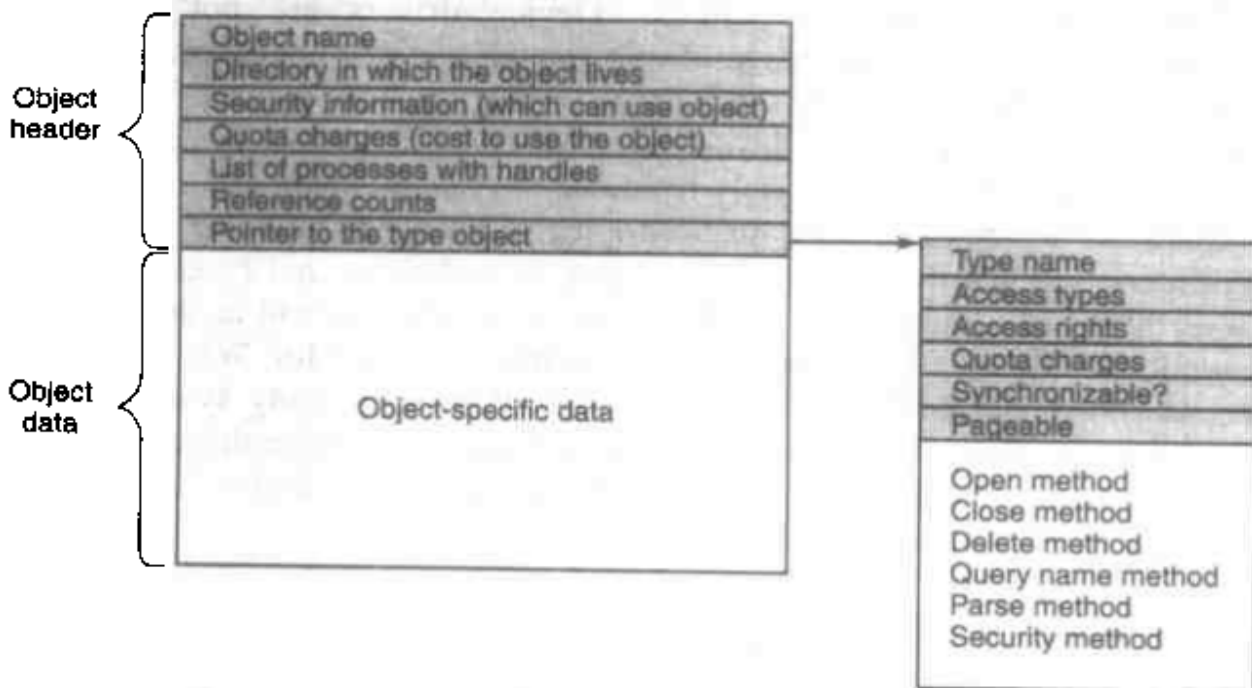 Object name
Directory in which the object lives
Security information (which can use object)
Quota charges (cost to use the object)
List of processes with handles
Reference counts
Pointer to the type object
Object
header
Object
data
Object-specific data
Type name
Access types
Access rights
Quota charges
Synchronizable?
Pageable
Open method
Close method
Delete method
Query name method
Parse method
Security method